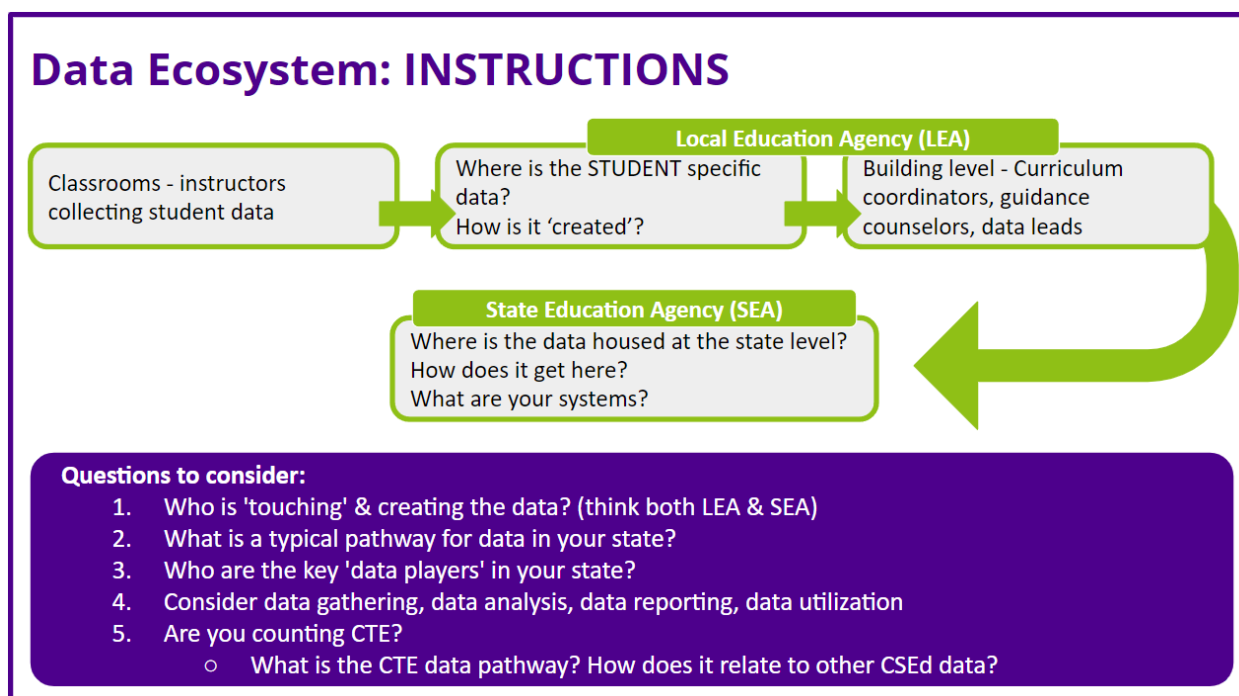 Data Ecosystem: INSTRUCTIONS
Local Education Agency (LEA)
Classrooms - instructors
collecting student data
Where is the STUDENT specific
data?
How is it ‘created’?
Building level - Curriculum
coordinators, guidance
counselors, data leads
State Education Agency (SEA)
Where is the data housed at the state level?
How does it get here?
What are your systems?
Questions to consider:
1. Who is 'touching' & creating the data? (think both LEA & SEA)
2. What is a typical pathway for data in your state?
3. Who are the key 'data players' in your state?
4. Consider data gathering, data analysis, data reporting, data utilization
5. Are you counting CTE?
○ What is the CTE data pathway? How does it relate to other CSEd data?